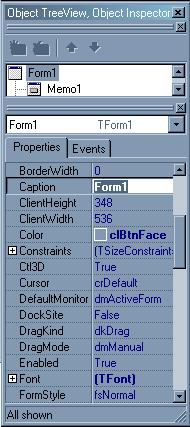 Object TreeView, Object Inspector
Form1
Memo1
Form1 TForm1
Properties Events
BorderWidth 0
Caption Form1
ClientHeight 348
ClientWidth 536
Color clBtnFace
Constraints (TSizeConstraint
Ctl3D True
Cursor crDefault
DefaultMonitor dmActiveForm
DockSite False
DragKind dkDrag
DragMode dmManual
Enabled True
Font (TFont)
FormStyle fsNormal
All shown